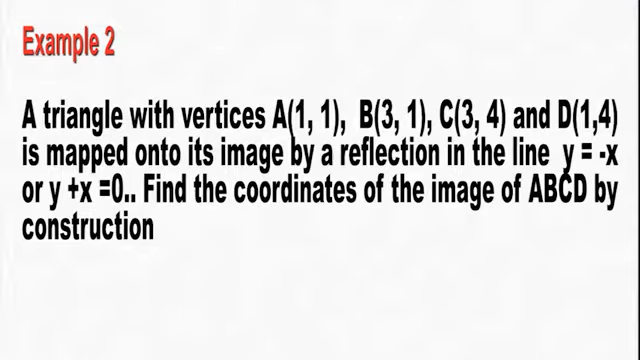 Example 2
A triangle with vertices A(1, 1), B(3, 1), C(3, 4) and D(1,4)
is mapped onto its image by a reflection in the line y = -x
or y +x =0.. Find the coordinates of the image of ABCD by
construction